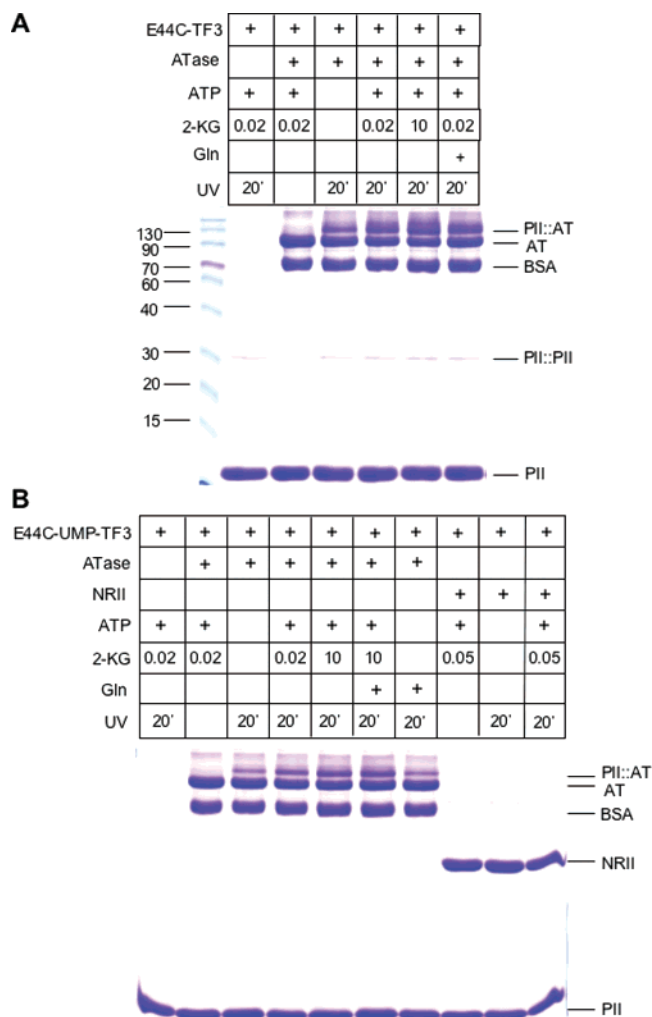 A
E44C-TF3 + + + + + +
ATase + + + + +
ATP + + + + +
2-KG 0.02 0.02 0.02 10 0.02
Gln +
UV 20' 20' 20' 20' 20'
130
90
70
60
40
30
20
15
PII::AT
AT
BSA
PII::PII
PII
B
E44C-UMP-TF3 + + + + + + + + + +
ATase + + + + + +
NRII + + +
ATP + + + + + + +
2-KG 0.02 0.02 0.02 10 10 0.05 0.05
Gln + +
UV 20' 20' 20' 20' 20' 20' 20' 20'
PII::AT
AT
BSA
NRII
PII